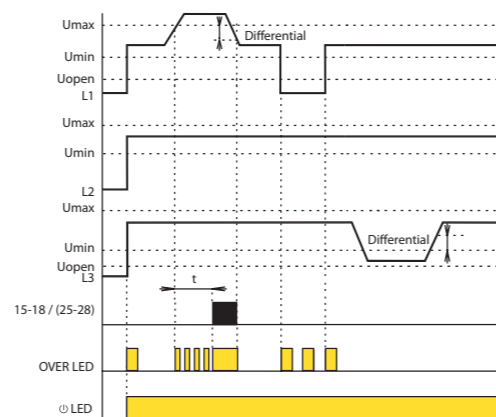 Umax
Differential
Umin
Uopen
L1
Umax
Umin
L2
Umax
Differential
Umin
Uopen
L3
t
15-18 / (25-28)
OVER LED
⏻ LED